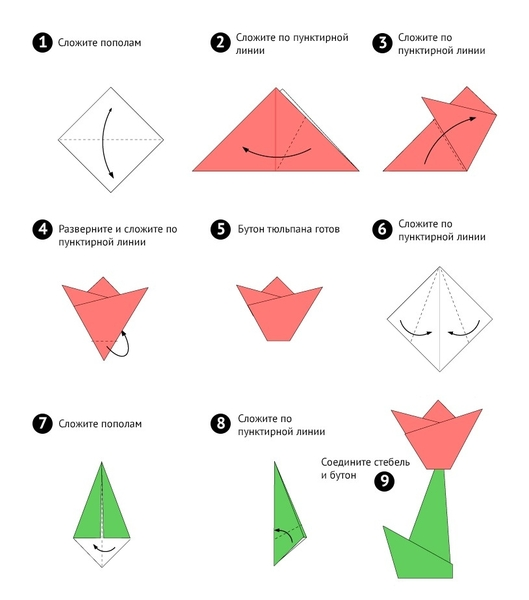 1 Сложите пополам
2 Сложите по пунктирной
линии
3 Сложите по
пунктирной линии
4 Разверните и сложите по
пунктирной линии
5 Бутон тюльпана готов
6 Сложите по
пунктирной линии
7 Сложите пополам
8 Сложите по
пунктирной линии
Соедините стебель
и бутон 9